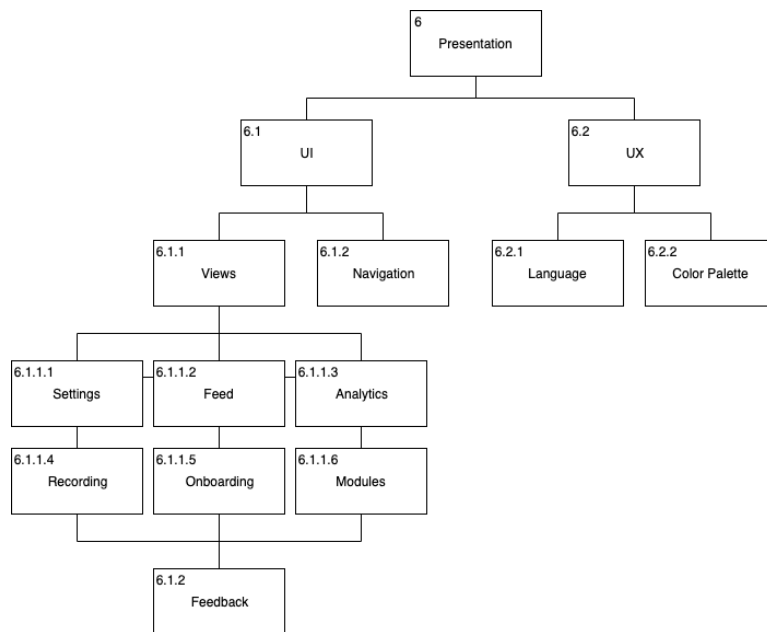 6
Presentation
6.1
UI
6.2
UX
6.1.1
Views
6.1.2
Navigation
6.2.1
Language
6.2.2
Color Palette
6.1.1.1
Settings
6.1.1.2
Feed
6.1.1.3
Analytics
6.1.1.4
Recording
6.1.1.5
Onboarding
6.1.1.6
Modules
6.1.2
Feedback